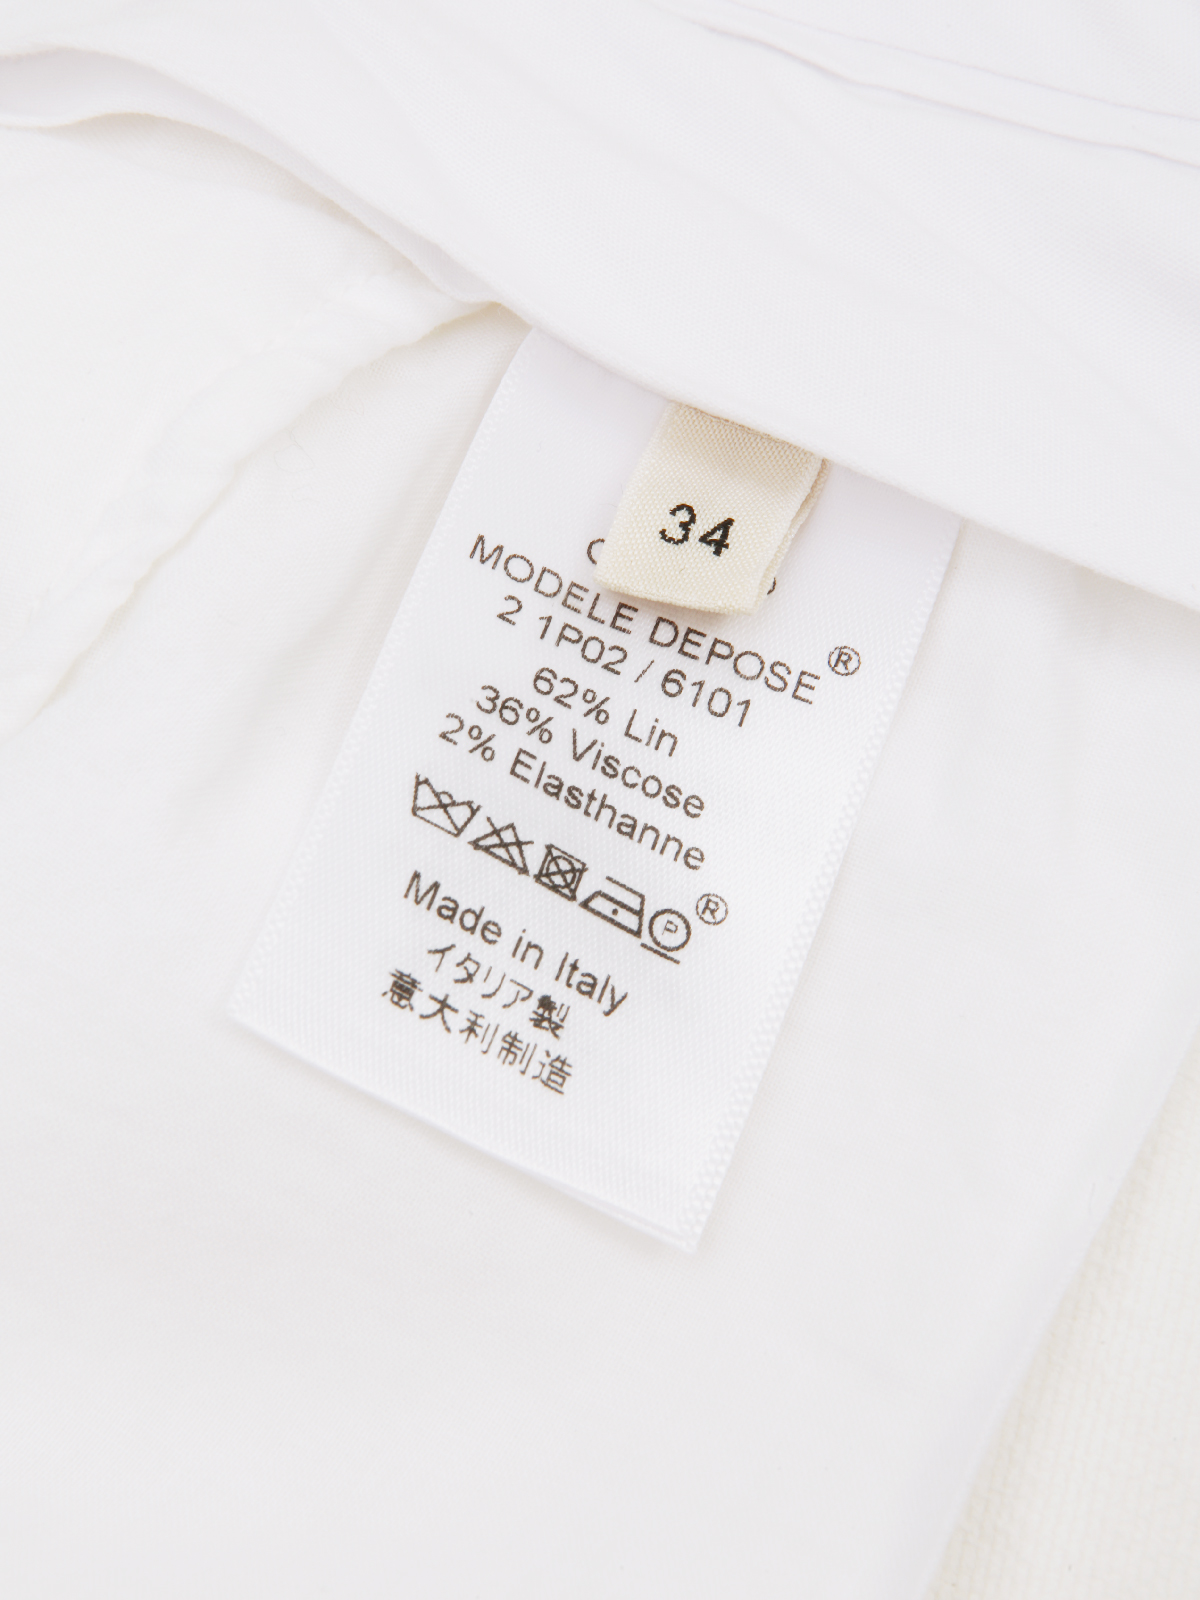 34
MODELE DEPOSE ®
2 1P02 / 6101
62% Lin
36% Viscose
2% Elasthanne
P ®
Made in Italy
イタリア製
意大利制造